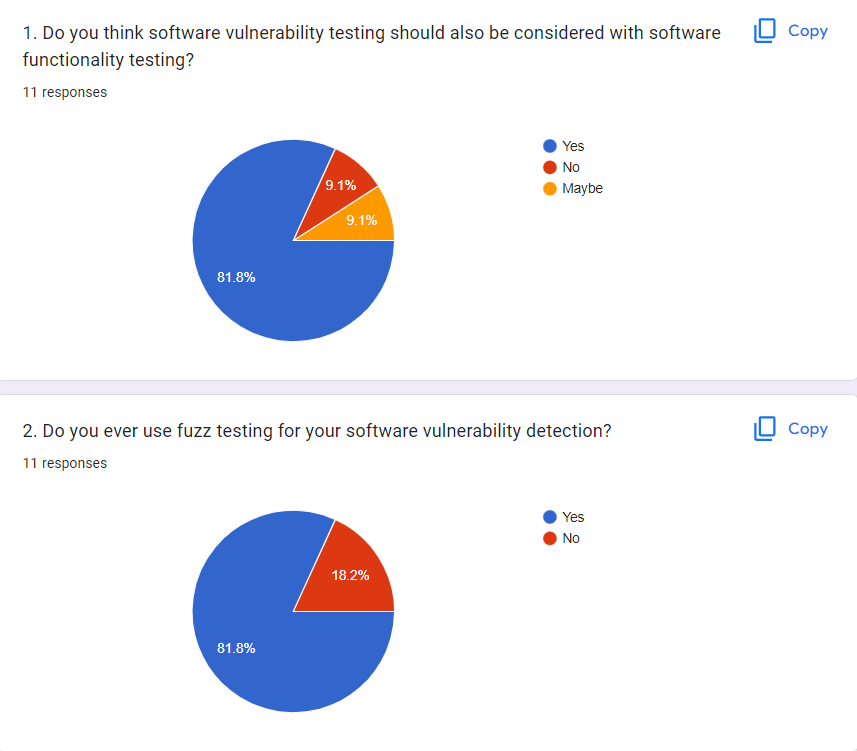 1. Do you think software vulnerability testing should also be considered with software
functionality testing?
Copy
11 responses
Yes
No
Maybe
9.1%
9.1%
81.8%
2. Do you ever use fuzz testing for your software vulnerability detection?
Copy
11 responses
Yes
No
18.2%
81.8%